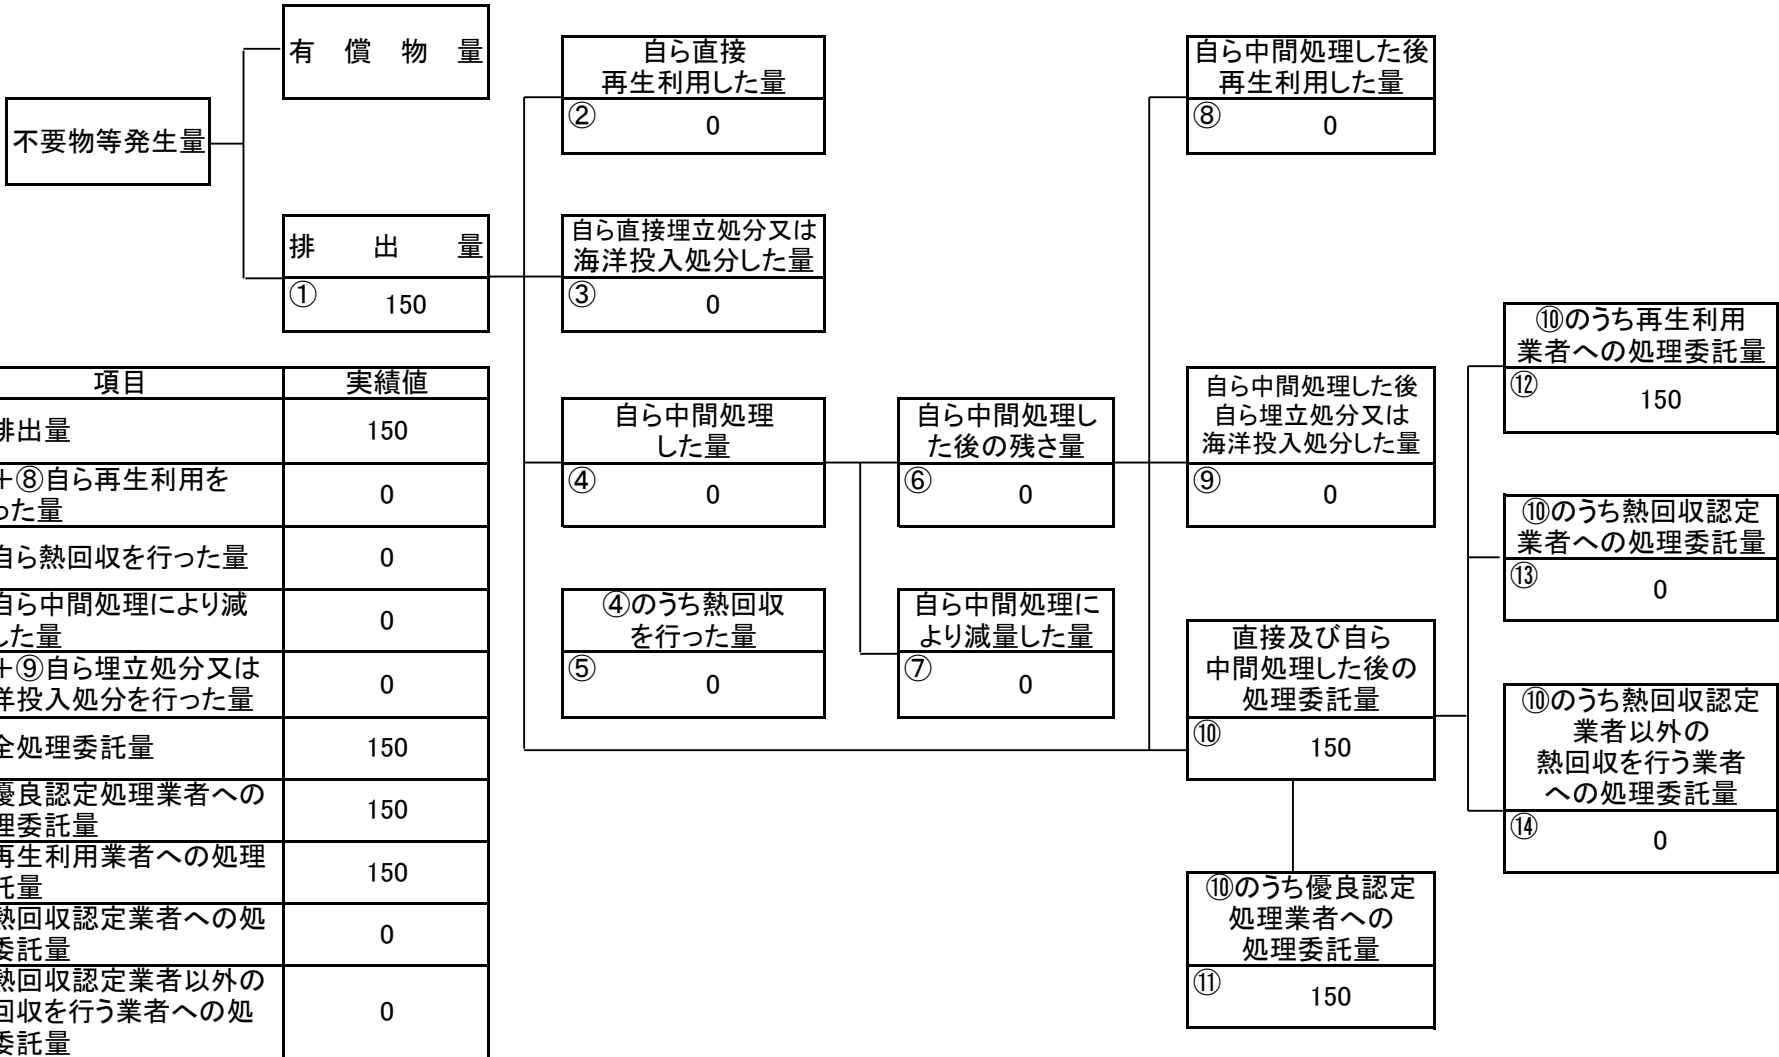 有 償 物 量
不要物等発生量
排 出 量
① 150
自ら直接
再生利用した量
② 0
自ら直接埋立処分又は
海洋投入処分した量
③ 0
自ら中間処理
した量
④ 0
④のうち熱回収
を行った量
⑤ 0
自ら中間処理し
た後の残さ量
⑥ 0
自ら中間処理に
より減量した量
⑦ 0
自ら中間処理した後
再生利用した量
⑧ 0
自ら中間処理した後
自ら埋立処分又は
海洋投入処分した量
⑨ 0
直接及び自ら
中間処理した後の
処理委託量
⑩ 150
⑩のうち優良認定
処理業者への
処理委託量
⑪ 150
⑩のうち再生利用
業者への処理委託量
⑫ 150
⑩のうち熱回収認定
業者への処理委託量
⑬ 0
⑩のうち熱回収認定
業者以外の
熱回収を行う業者
への処理委託量
⑭ 0
項目 実績値
排出量 150
+⑧自ら再生利用を
った量 0
自ら熱回収を行った量 0
自ら中間処理により減
した量 0
+⑨自ら埋立処分又は
洋投入処分を行った量 0
全処理委託量 150
優良認定処理業者への
理委託量 150
再生利用業者への処理
託量 150
熱回収認定業者への処
委託量 0
熱回収認定業者以外の
回収を行う業者への処
委託量 0